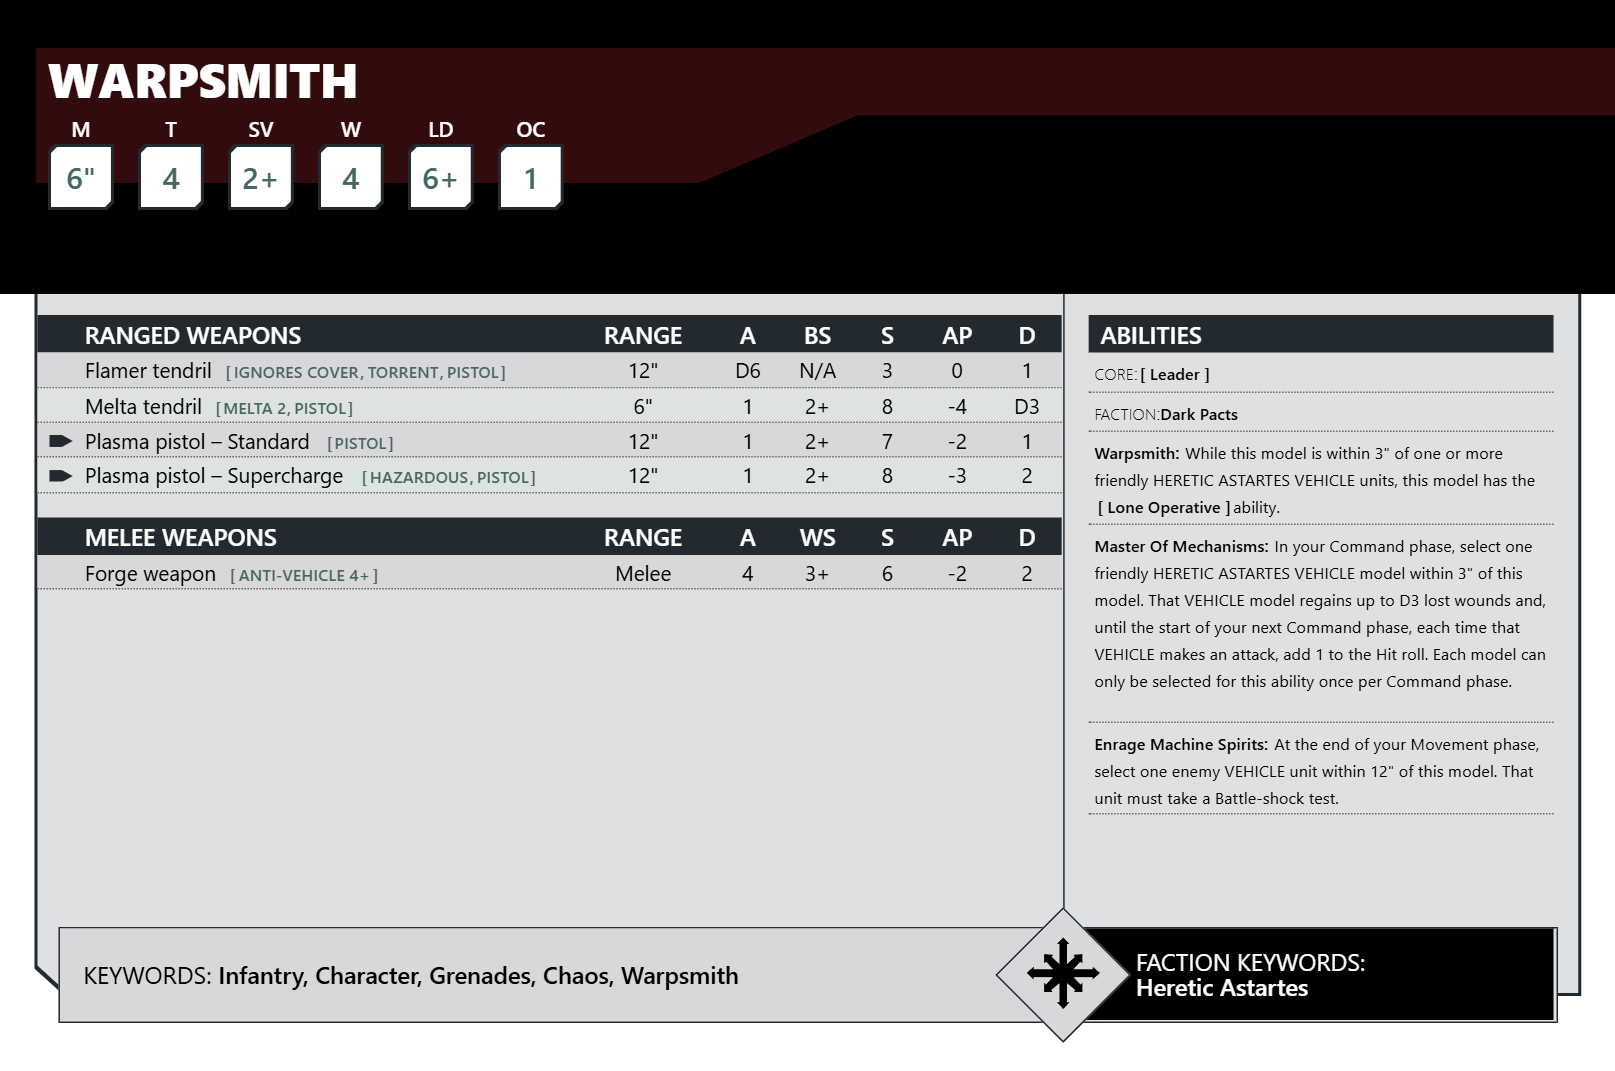 WARPSMITH
M T SV W LD OC
6" 4 2+ 4 6+ 1
RANGED WEAPONS RANGE A BS S AP D
Flamer tendril [IGNORES COVER, TORRENT, PISTOL] 12" D6 N/A 3 0 1
Melta tendril [MELTA 2, PISTOL] 6" 1 2+ 8 -4 D3
Plasma pistol – Standard [PISTOL] 12" 1 2+ 7 -2 1
Plasma pistol – Supercharge [HAZARDOUS, PISTOL] 12" 1 2+ 8 -3 2
MELEE WEAPONS RANGE A WS S AP D
Forge weapon [ANTI-VEHICLE 4+] Melee 4 3+ 6 -2 2
ABILITIES
CORE: [ Leader ]
FACTION:Dark Pacts
Warpsmith: While this model is within 3" of one or more
friendly HERETIC ASTARTES VEHICLE units, this model has the
[ Lone Operative ] ability.
Master Of Mechanisms: In your Command phase, select one
friendly HERETIC ASTARTES VEHICLE model within 3" of this
model. That VEHICLE model regains up to D3 lost wounds and,
until the start of your next Command phase, each time that
VEHICLE makes an attack, add 1 to the Hit roll. Each model can
only be selected for this ability once per Command phase.
Enrage Machine Spirits: At the end of your Movement phase,
select one enemy VEHICLE unit within 12" of this model. That
unit must take a Battle-shock test.
KEYWORDS: Infantry, Character, Grenades, Chaos, Warpsmith
FACTION KEYWORDS:
Heretic Astartes